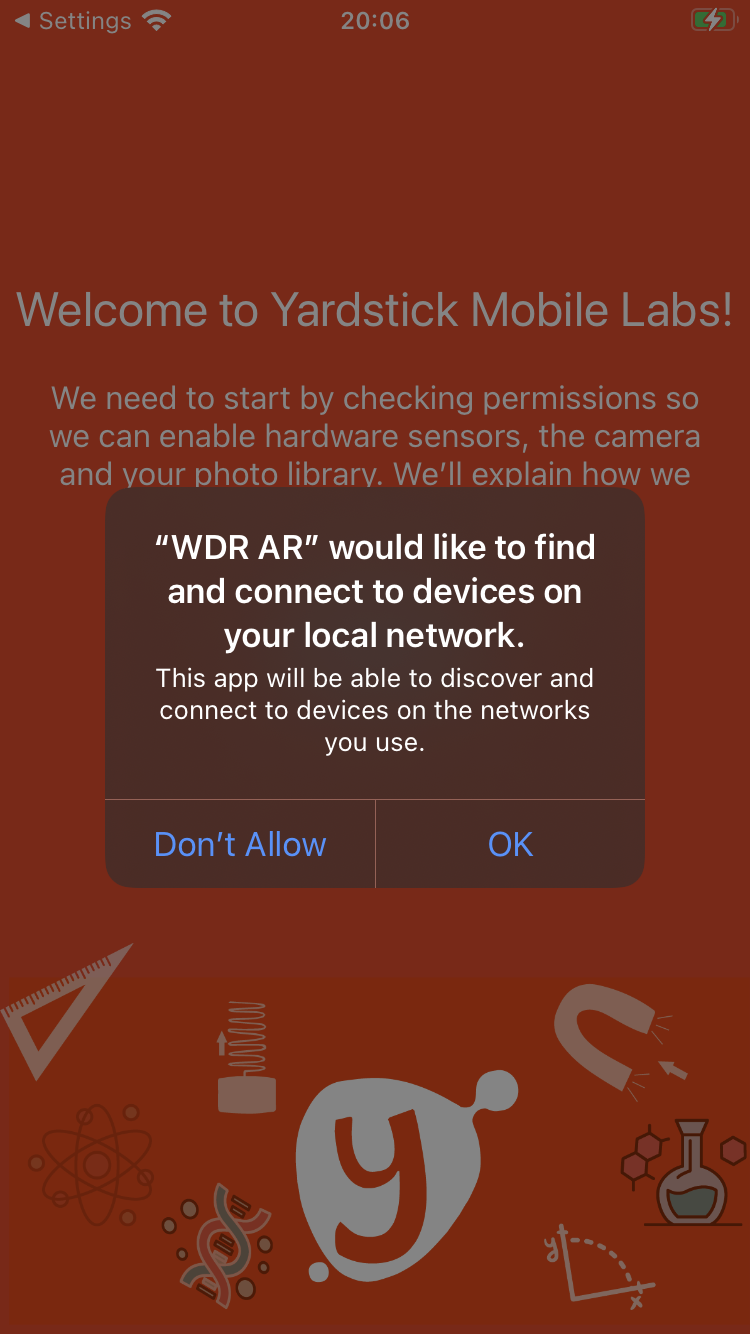 ◀ Settings
20:06
Welcome to Yardstick Mobile Labs!
We need to start by checking permissions so
we can enable hardware sensors, the camera
and your photo library. We’ll explain how we
“WDR AR” would like to find
and connect to devices on
your local network.
This app will be able to discover and
connect to devices on the networks
you use.
Don’t Allow
OK
y
y
x